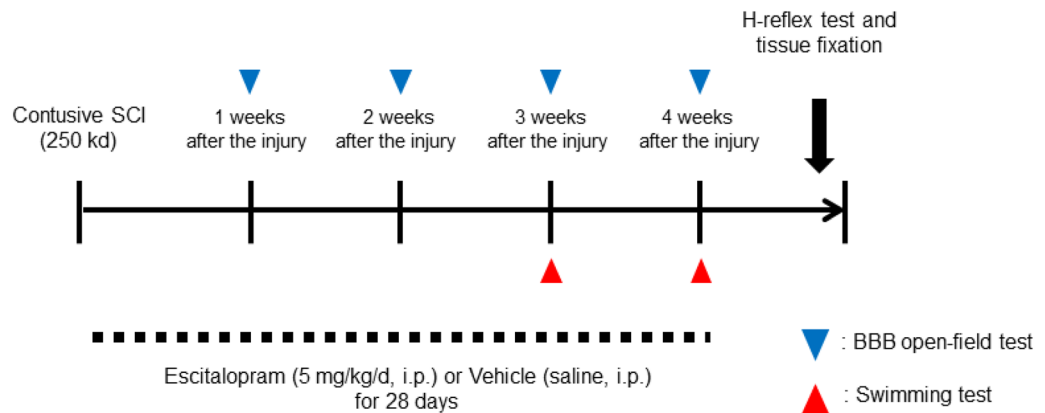 H-reflex test and
tissue fixation
Contusive SCI
(250 kd)
1 weeks
after the injury
2 weeks
after the injury
3 weeks
after the injury
4 weeks
after the injury
: BBB open-field test
Escitalopram (5 mg/kg/d, i.p.) or Vehicle (saline, i.p.)
for 28 days
: Swimming test